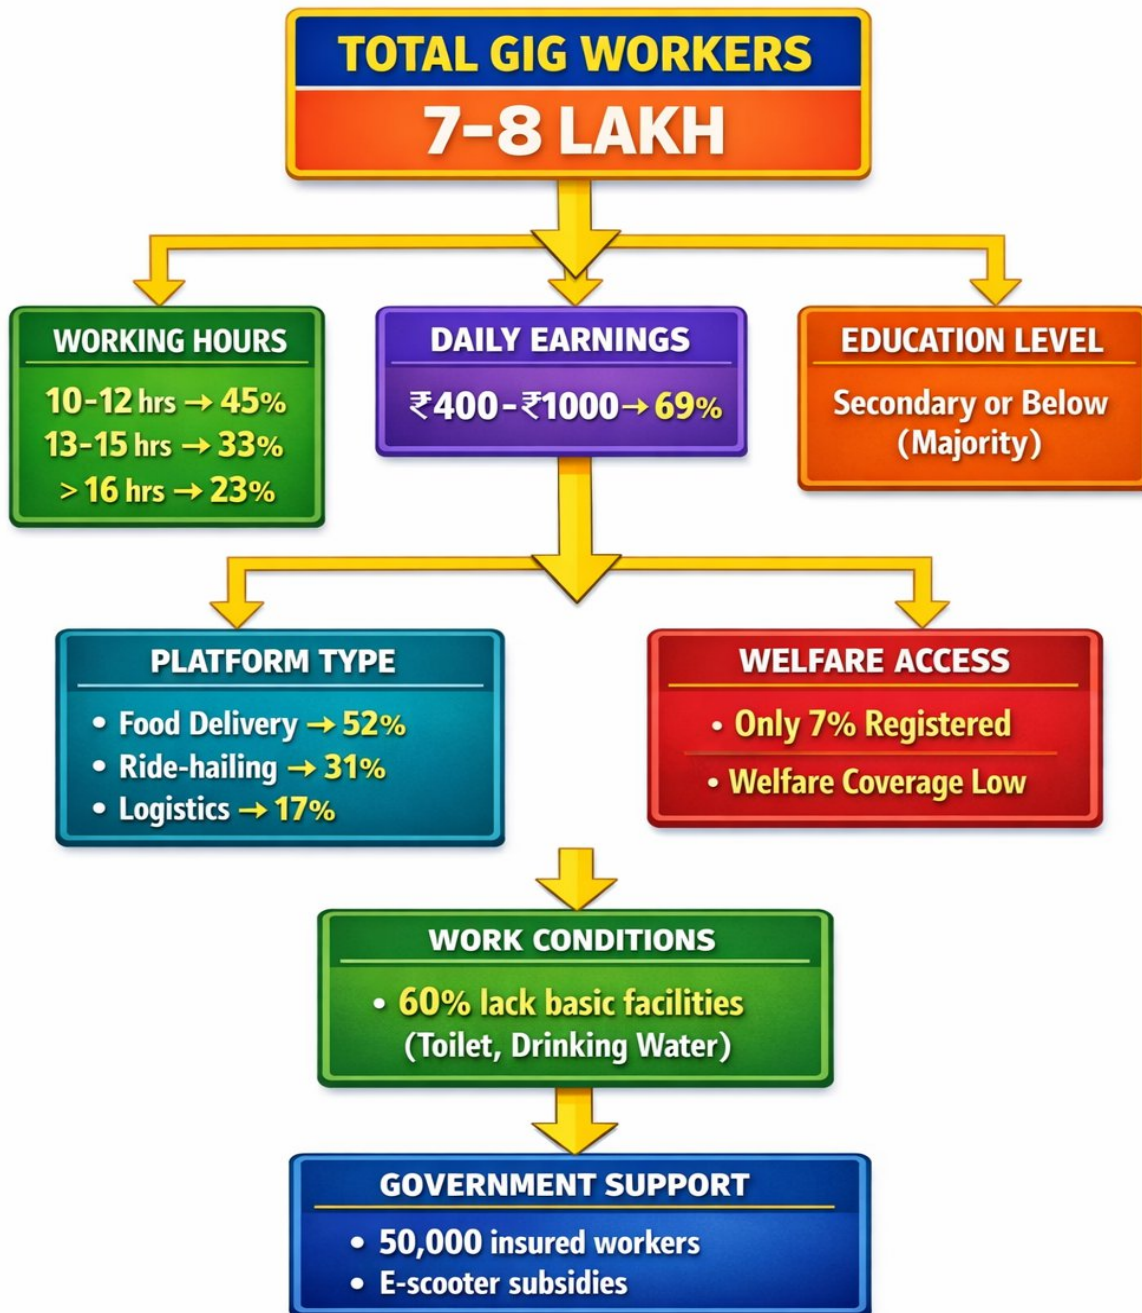 TOTAL GIG WORKERS
7-8 LAKH
WORKING HOURS
10-12 hrs → 45%
13-15 hrs → 33%
> 16 hrs → 23%
DAILY EARNINGS
₹400-₹1000 → 69%
EDUCATION LEVEL
Secondary or Below
(Majority)
PLATFORM TYPE
• Food Delivery → 52%
• Ride-hailing → 31%
• Logistics → 17%
WELFARE ACCESS
• Only 7% Registered
• Welfare Coverage Low
WORK CONDITIONS
• 60% lack basic facilities
(Toilet, Drinking Water)
GOVERNMENT SUPPORT
• 50,000 insured workers
• E-scooter subsidies